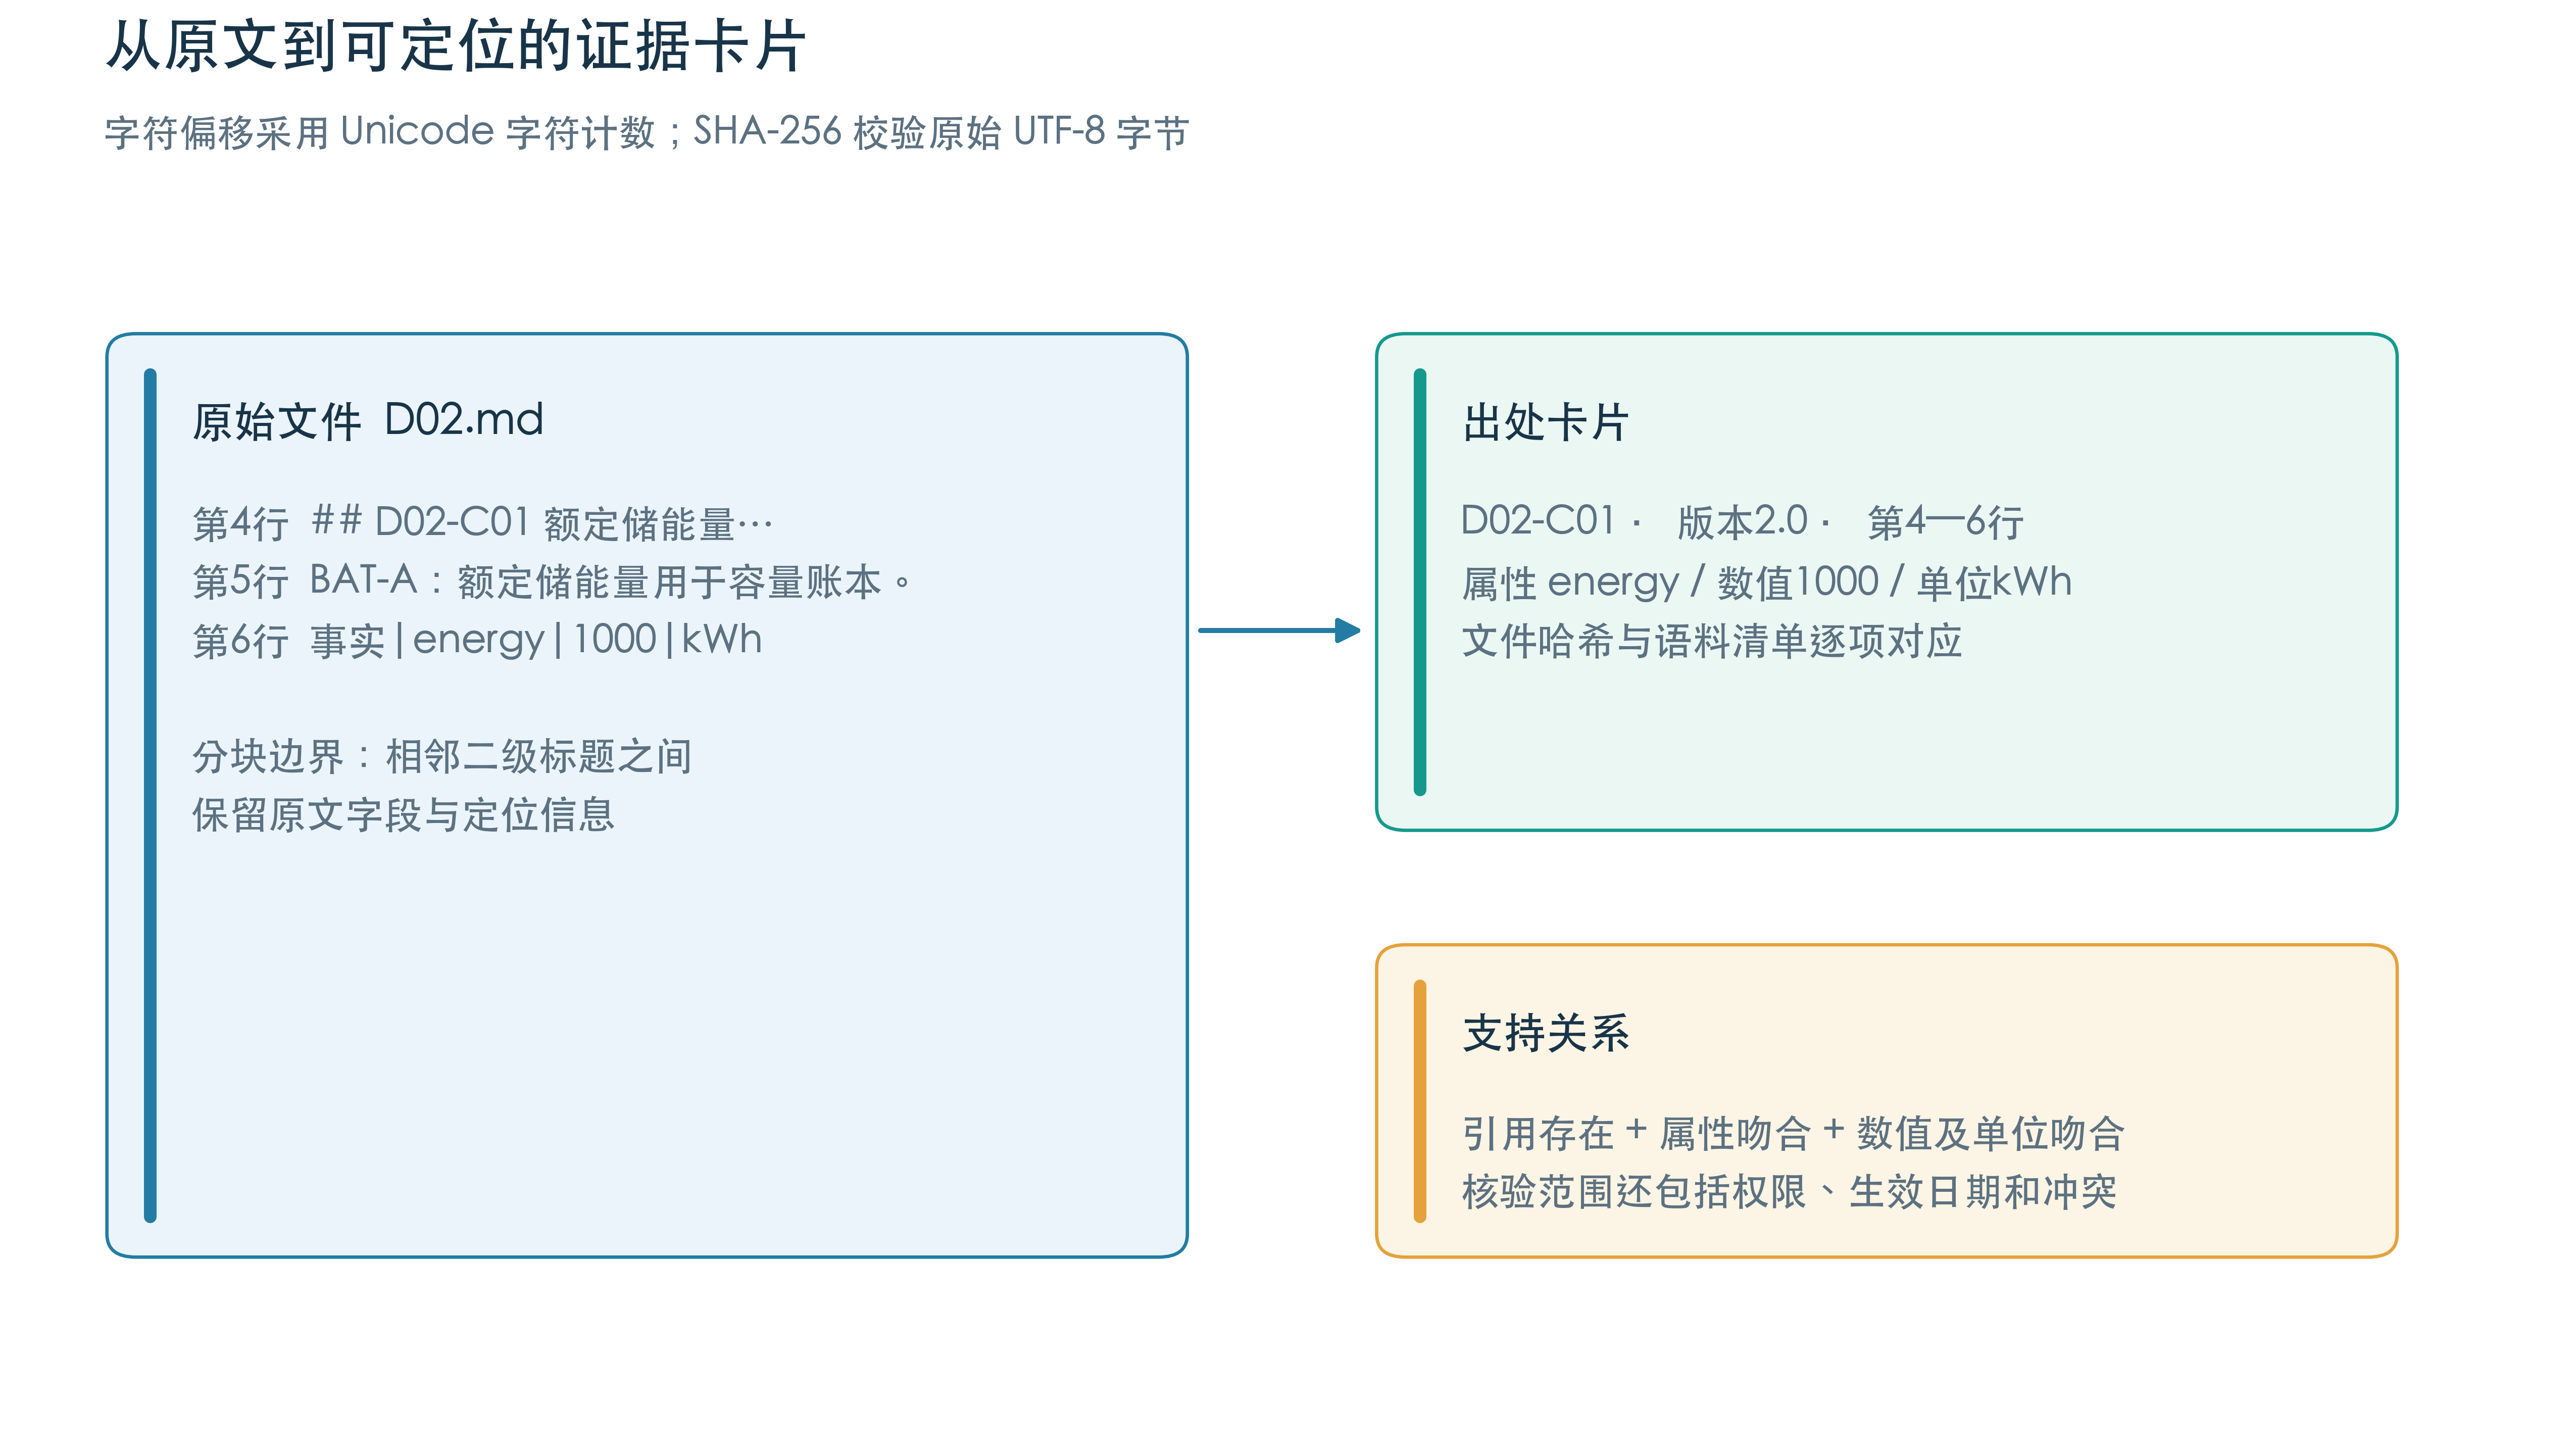 从原文到可定位的证据卡片
字符偏移采用 Unicode 字符计数；SHA-256 校验原始 UTF-8 字节
原始文件 D02.md
第4行 ## D02-C01 额定储能量…
第5行 BAT-A：额定储能量用于容量账本。
第6行 事实|energy|1000|kWh
分块边界：相邻二级标题之间
保留原文字段与定位信息
出处卡片
D02-C01 · 版本2.0 · 第4—6行
属性 energy / 数值1000 / 单位kWh
文件哈希与语料清单逐项对应
支持关系
引用存在 + 属性吻合 + 数值及单位吻合
核验范围还包括权限、生效日期和冲突